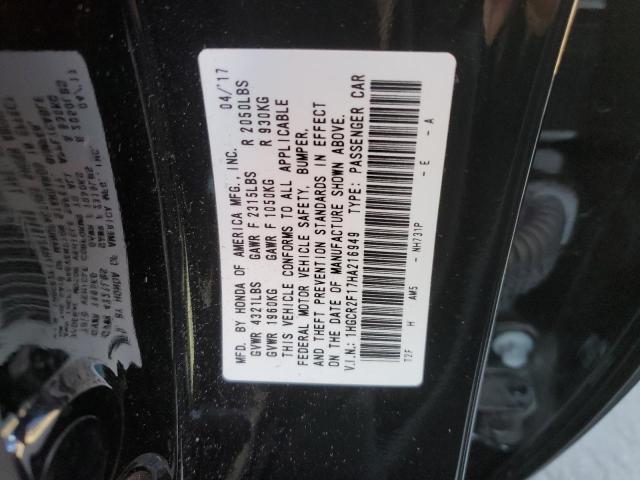 MFD. BY HONDA OF AMERICA MFG., INC. 04/17
GVWR 4321LBS GAWR F 2315LBS R 2050LBS
GVWR 1960KG GAWR F 1050KG R 930KG
THIS VEHICLE CONFORMS TO ALL APPLICABLE
FEDERAL MOTOR VEHICLE SAFETY, BUMPER,
AND THEFT PREVENTION STANDARDS IN EFFECT
ON THE DATE OF MANUFACTURE SHOWN ABOVE.
V.I.N.: 1HGCR2F17HA216949 TYPE: PASSENGER CAR
T2F H AM5 - NH731P - E - A